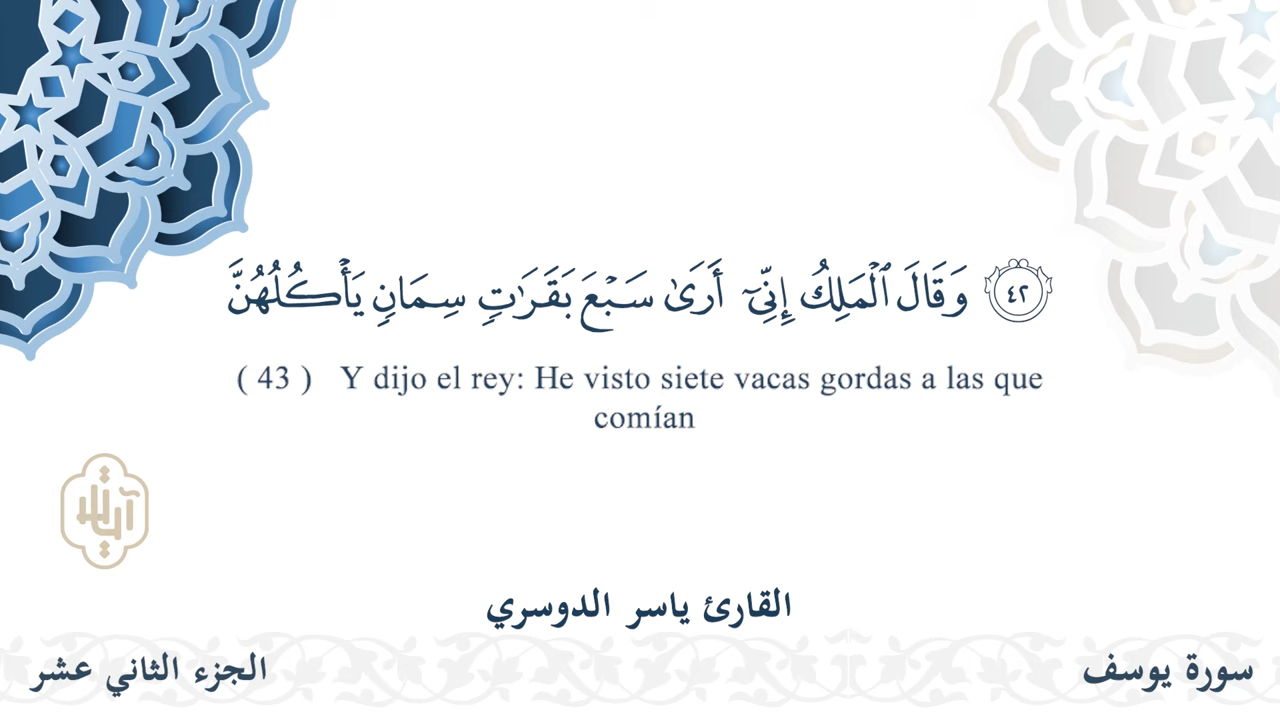 ٤٢ وَقَالَ ٱلْمَلِكُ إِنِّىٓ أَرَىٰ سَبْعَ بَقَرَٰتٍ سِمَانٍ يَأْكُلُهُنَّ
( 43 ) Y dijo el rey: He visto siete vacas gordas a las que
comían
آيات
القارئ ياسر الدوسري
سورة يوسف
الجزء الثاني عشر